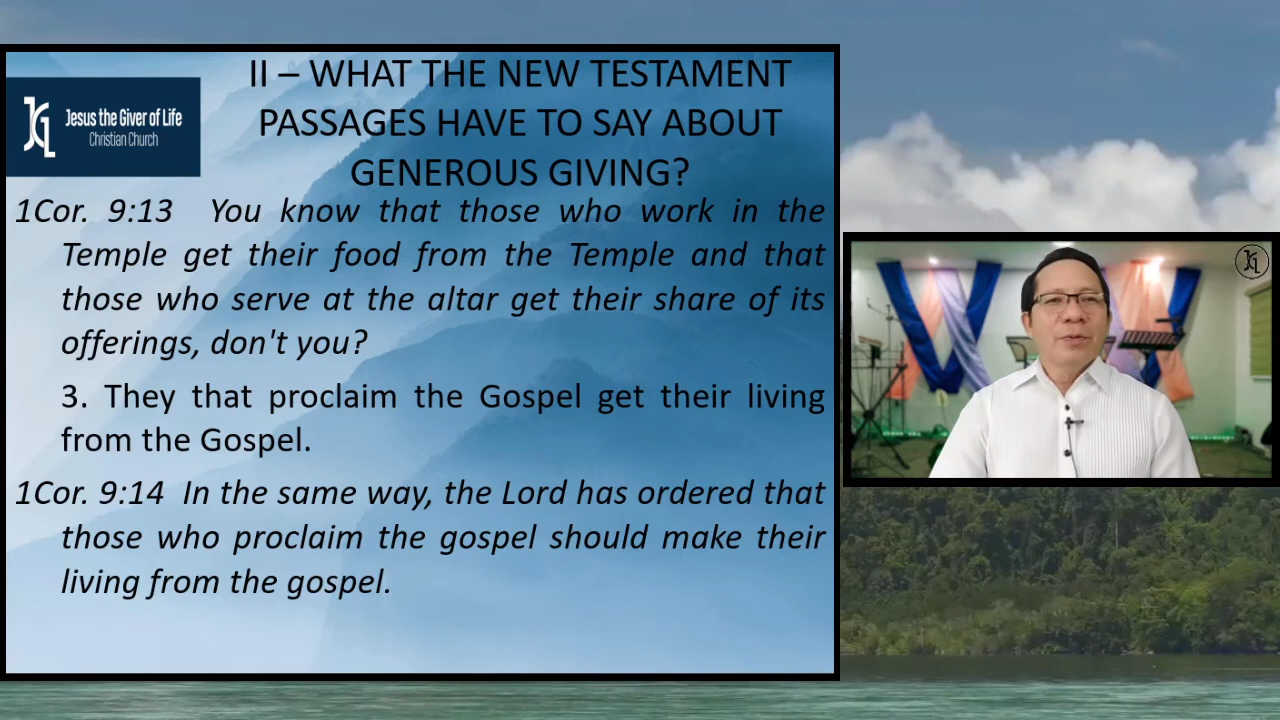 II – WHAT THE NEW TESTAMENT
PASSAGES HAVE TO SAY ABOUT
GENEROUS GIVING?
Jesus the Giver of Life
Christian Church
1Cor. 9:13 You know that those who work in the
Temple get their food from the Temple and that
those who serve at the altar get their share of its
offerings, don't you?
3. They that proclaim the Gospel get their living
from the Gospel.
1Cor. 9:14 In the same way, the Lord has ordered that
those who proclaim the gospel should make their
living from the gospel.